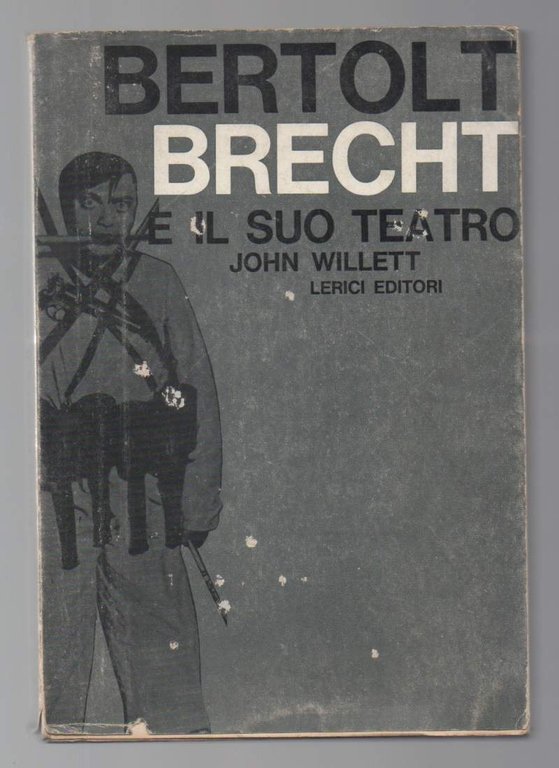 BERTOLT
BRECHT
E IL SUO TEATRO
JOHN WILLETT
LERICI EDITORI